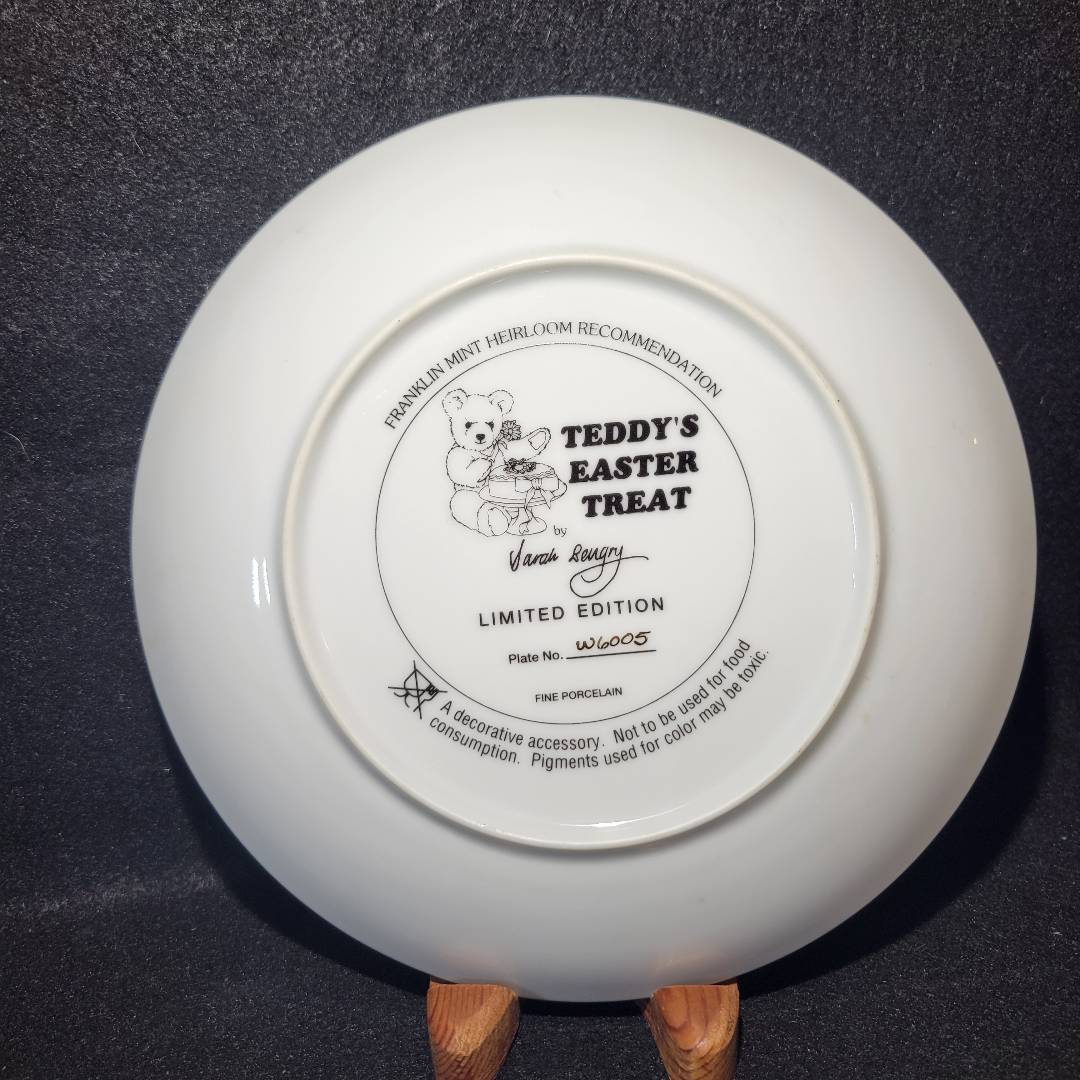 FRANKLIN MINT HEIRLOOM RECOMMENDATION
TEDDY'S
EASTER
TREAT
by
Sarah Bengry
LIMITED EDITION
Plate No. W6005
FINE PORCELAIN
A decorative accessory. Not to be used for food
consumption. Pigments used for color may be toxic.